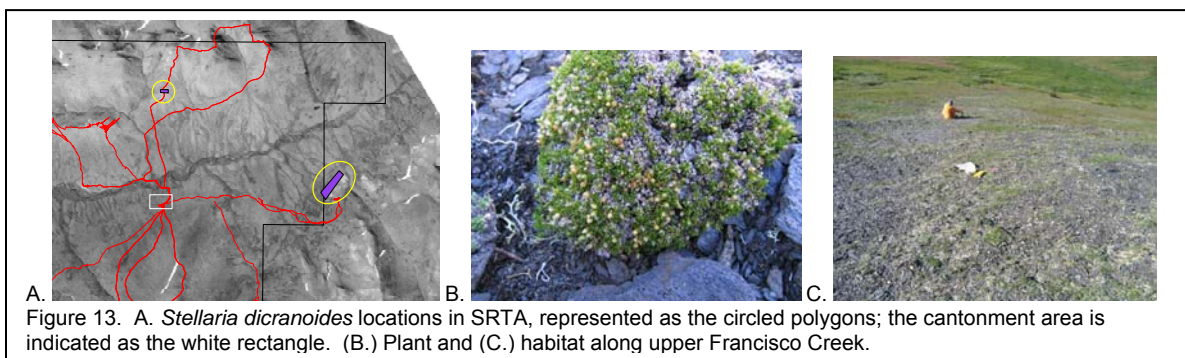 A. B. C.
Figure 13. A. Stellaria dicranoides locations in SRTA, represented as the circled polygons; the cantonment area is
indicated as the white rectangle. (B.) Plant and (C.) habitat along upper Francisco Creek.